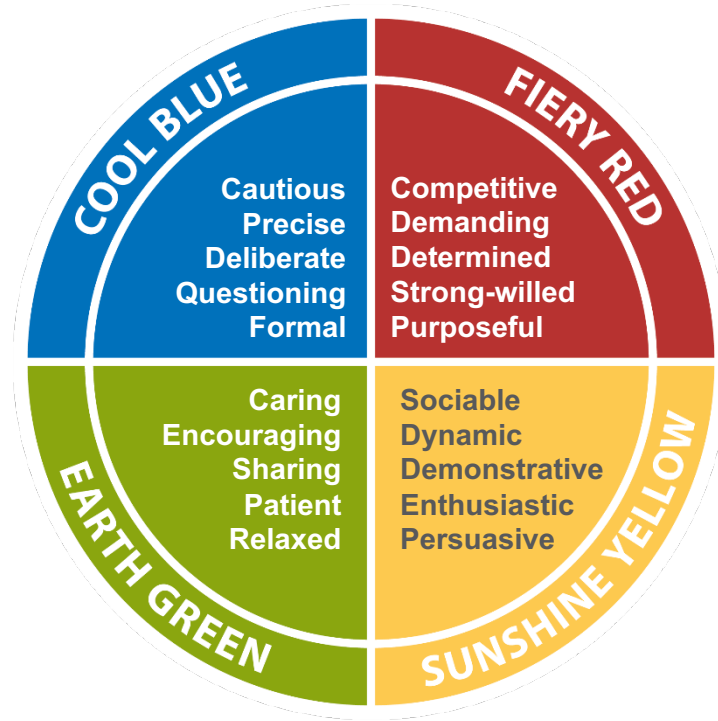 COOL BLUE
Cautious
Precise
Deliberate
Questioning
Formal
FIERY RED
Competitive
Demanding
Determined
Strong-willed
Purposeful
EARTH GREEN
Caring
Encouraging
Sharing
Patient
Relaxed
SUNSHINE YELLOW
Sociable
Dynamic
Demonstrative
Enthusiastic
Persuasive